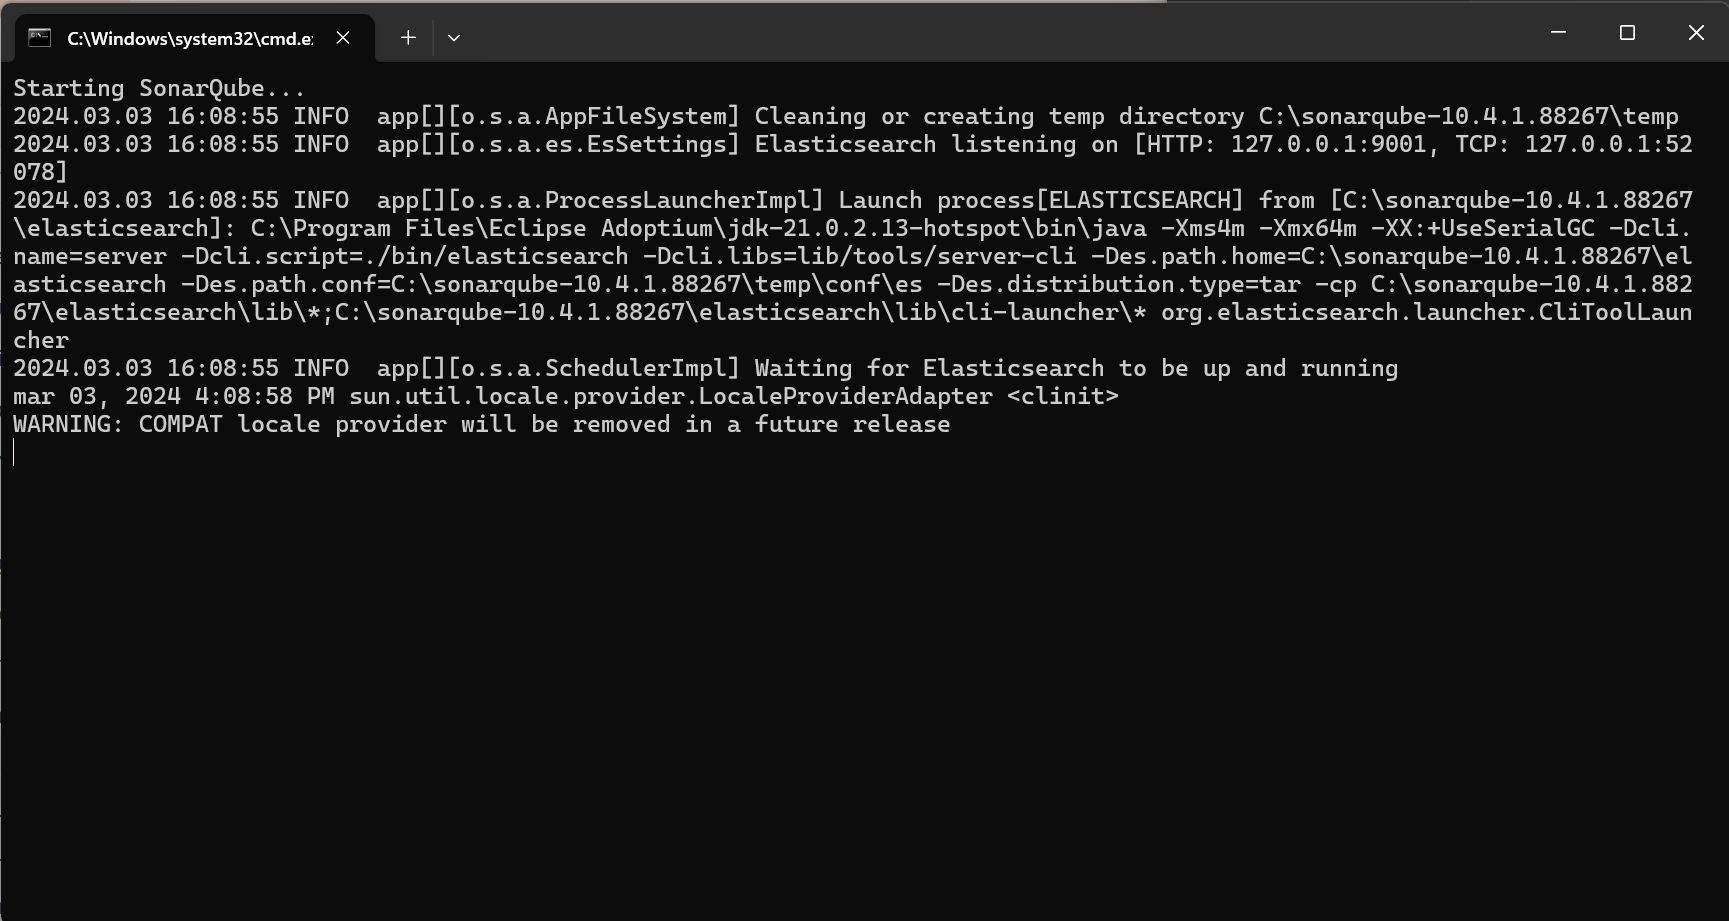 C:\Windows\system32\cmd.e
Starting SonarQube...
2024.03.03 16:08:55 INFO  app[][o.s.a.AppFileSystem] Cleaning or creating temp directory C:\sonarqube-10.4.1.88267\temp
2024.03.03 16:08:55 INFO  app[][o.s.a.es.EsSettings] Elasticsearch listening on [HTTP: 127.0.0.1:9001, TCP: 127.0.0.1:52
078]
2024.03.03 16:08:55 INFO  app[][o.s.a.ProcessLauncherImpl] Launch process[ELASTICSEARCH] from [C:\sonarqube-10.4.1.88267
\elasticsearch]: C:\Program Files\Eclipse Adoptium\jdk-21.0.2.13-hotspot\bin\java -Xms4m -Xmx64m -XX:+UseSerialGC -Dcli.
name=server -Dcli.script=./bin/elasticsearch -Dcli.libs=lib/tools/server-cli -Des.path.home=C:\sonarqube-10.4.1.88267\el
asticsearch -Des.path.conf=C:\sonarqube-10.4.1.88267\temp\conf\es -Des.distribution.type=tar -cp C:\sonarqube-10.4.1.882
67\elasticsearch\lib\*;C:\sonarqube-10.4.1.88267\elasticsearch\lib\cli-launcher\* org.elasticsearch.launcher.CliToolLaun
cher
2024.03.03 16:08:55 INFO  app[][o.s.a.SchedulerImpl] Waiting for Elasticsearch to be up and running
mar 03, 2024 4:08:58 PM sun.util.locale.provider.LocaleProviderAdapter <clinit>
WARNING: COMPAT locale provider will be removed in a future release